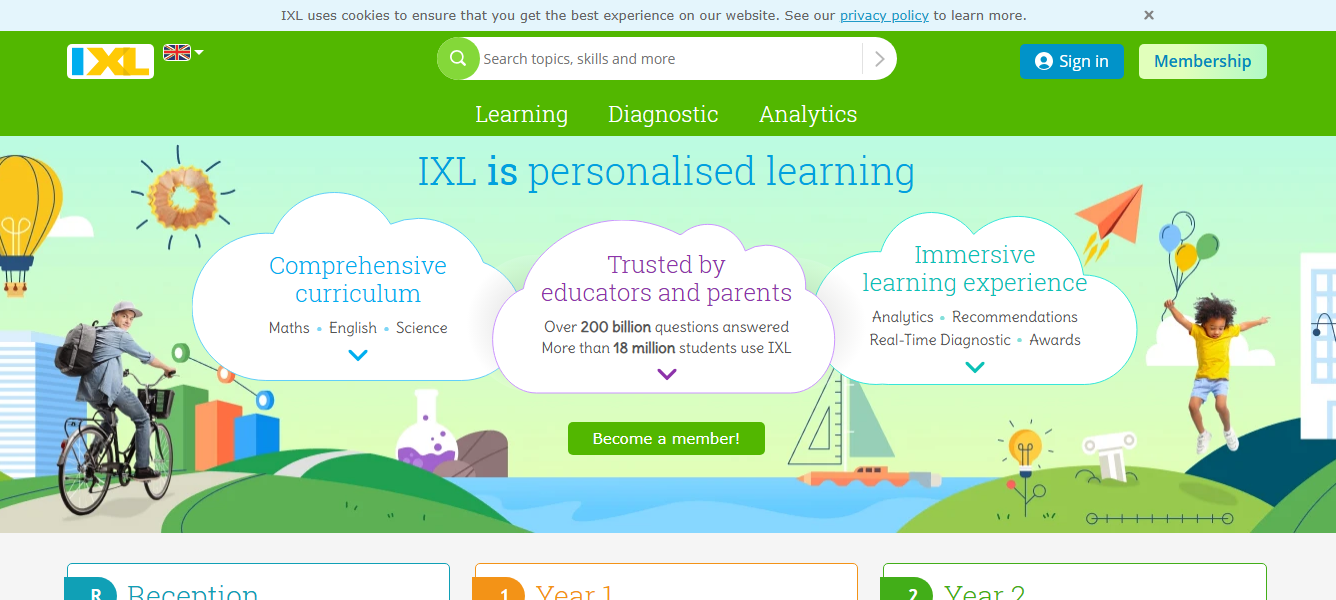 IXL uses cookies to ensure that you get the best experience on our website. See our privacy policy to learn more.
IXL
Search topics, skills and more
Sign in
Membership
Learning
Diagnostic
Analytics
IXL is personalised learning
Comprehensive
curriculum
Maths • English • Science
Trusted by
educators and parents
Over 200 billion questions answered
More than 18 million students use IXL
Immersive
learning experience
Analytics • Recommendations
Real-Time Diagnostic • Awards
Become a member!
R Reception
1 Year 1
2 Year 2